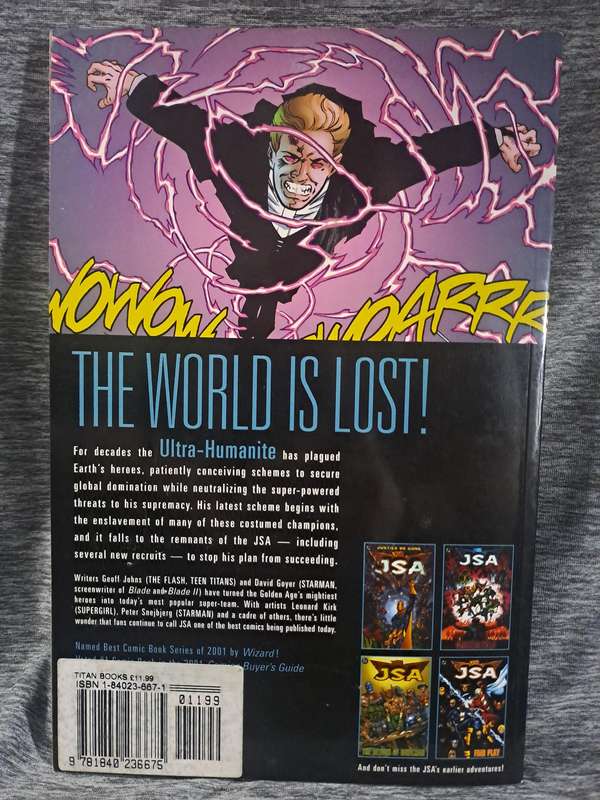 WOWOW
WOARRR
THE WORLD IS LOST!
For decades the Ultra-Humanite has plagued
Earth's heroes, patiently conceiving schemes to secure
global domination while neutralizing the super-powered
threats to his supremacy. His latest scheme begins with
the enslavement of many of these costumed champions,
and it falls to the remnants of the JSA — including
several new recruits — to stop his plan from succeeding.
Writers Geoff Johns (THE FLASH, TEEN TITANS) and David Goyer (STARMAN,
screenwriter of Blade and Blade II) have turned the Golden Age's mightiest
heroes into today's most popular super-team. With artists Leonard Kirk
(SUPERGIRL), Peter Snejbjerg (STARMAN) and a cadre of others, there's little
wonder that fans continue to call JSA one of the best comics being published today.
Named Best Comic Book Series of 2001 by Wizard!
Buyer's Guide
TITAN BOOKS £11.99
ISBN 1-84023-667-1
01199
9 781840 236675
JUSTICE BE DONE
JSA
JSA
JSA
JSA
FAIR PLAY
And don't miss the JSA's earlier adventures!